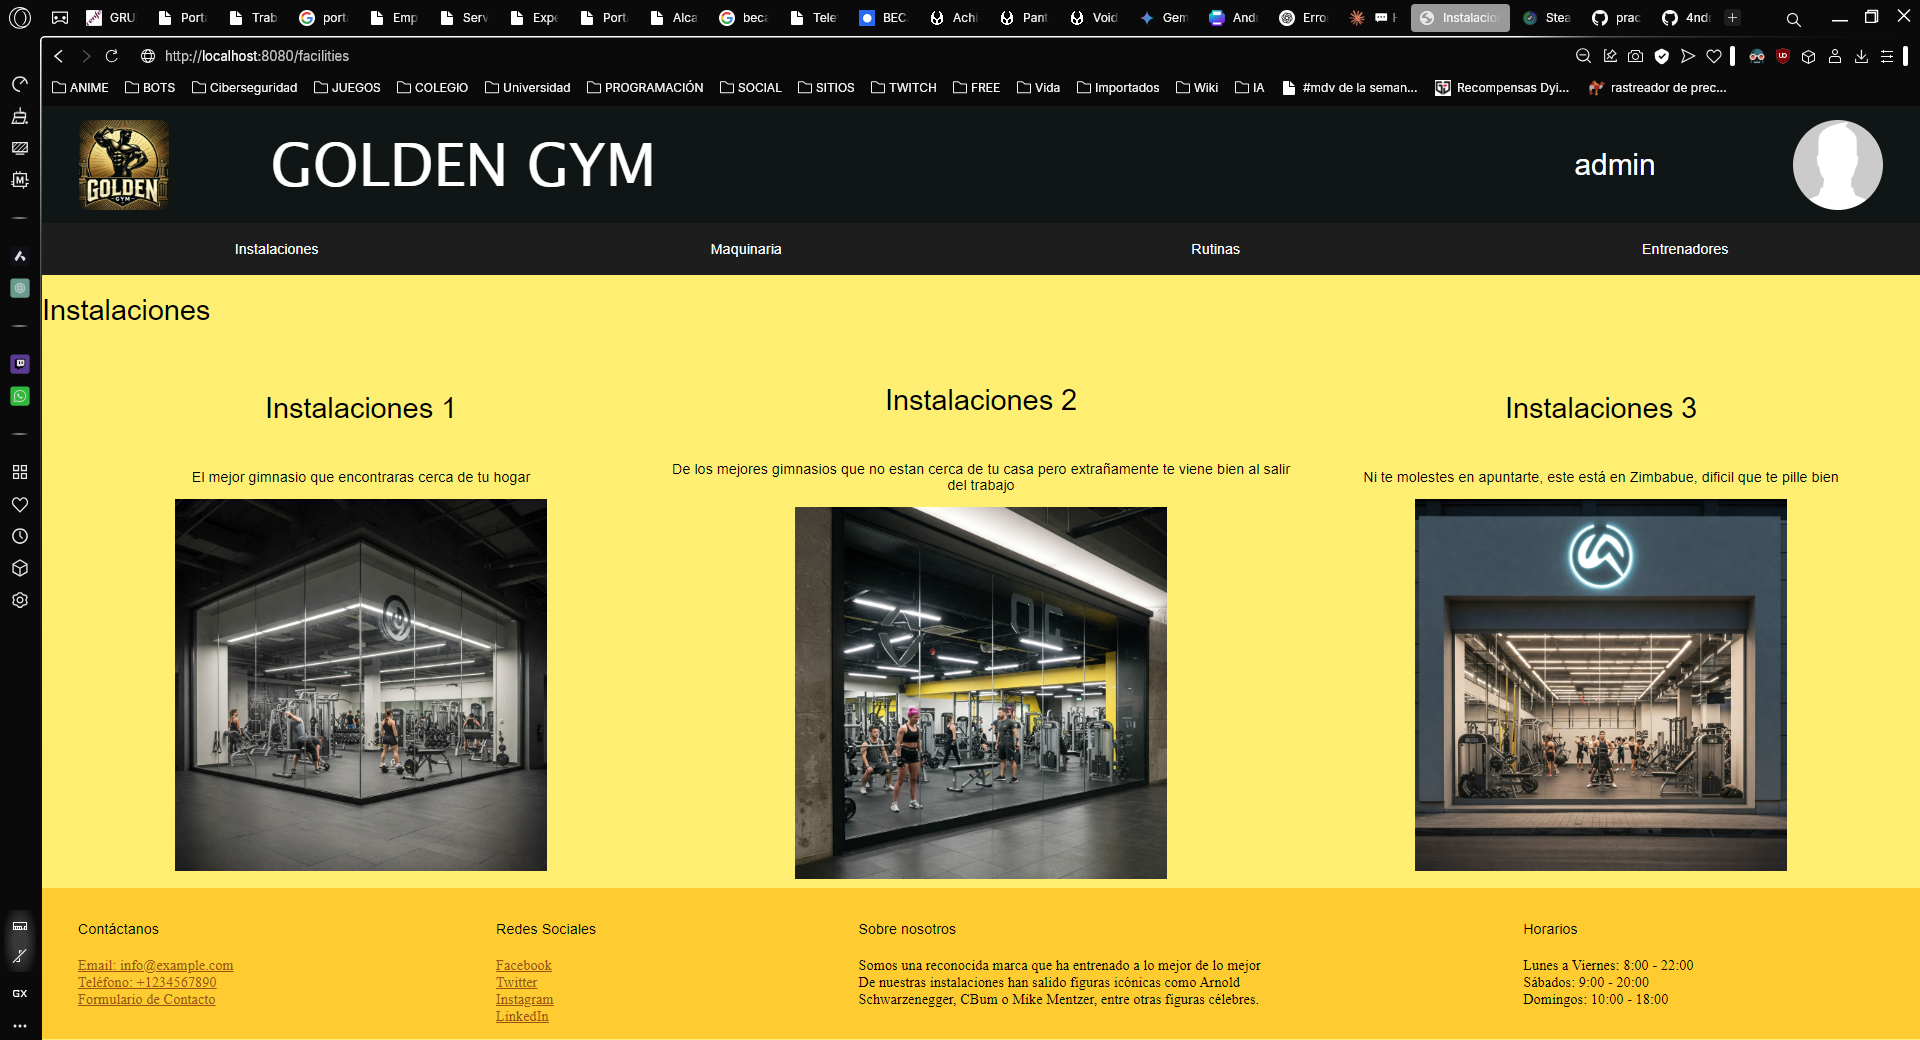 GRU
Port
Trab
port
Emp
Serv
Expe
Port
Alca
beca
Tele
BEC
Achi
Pant
Void
Gem
Andr
Erro
Instalacio
Stea
prac
4ndr
http://localhost:8080/facilities
ANIME BOTS Ciberseguridad JUEGOS COLEGIO Universidad PROGRAMACIÓN SOCIAL SITIOS TWITCH FREE Vida Importados Wiki IA #mdv de la seman... Recompensas Dyi... rastreador de prec...
GOLDEN
GYM
GOLDEN GYM
admin
Instalaciones Maquinaria Rutinas Entrenadores
Instalaciones
Instalaciones 1
El mejor gimnasio que encontraras cerca de tu hogar
Instalaciones 2
De los mejores gimnasios que no estan cerca de tu casa pero extrañamente te viene bien al salir
del trabajo
Instalaciones 3
Ni te molestes en apuntarte, este está en Zimbabue, dificil que te pille bien
Contáctanos
Email: info@example.com
Teléfono: +1234567890
Formulario de Contacto
Redes Sociales
Facebook
Twitter
Instagram
LinkedIn
Sobre nosotros
Somos una reconocida marca que ha entrenado a lo mejor de lo mejor
De nuestras instalaciones han salido figuras icónicas como Arnold
Schwarzenegger, CBum o Mike Mentzer, entre otras figuras célebres.
Horarios
Lunes a Viernes: 8:00 - 22:00
Sábados: 9:00 - 20:00
Domingos: 10:00 - 18:00
GX